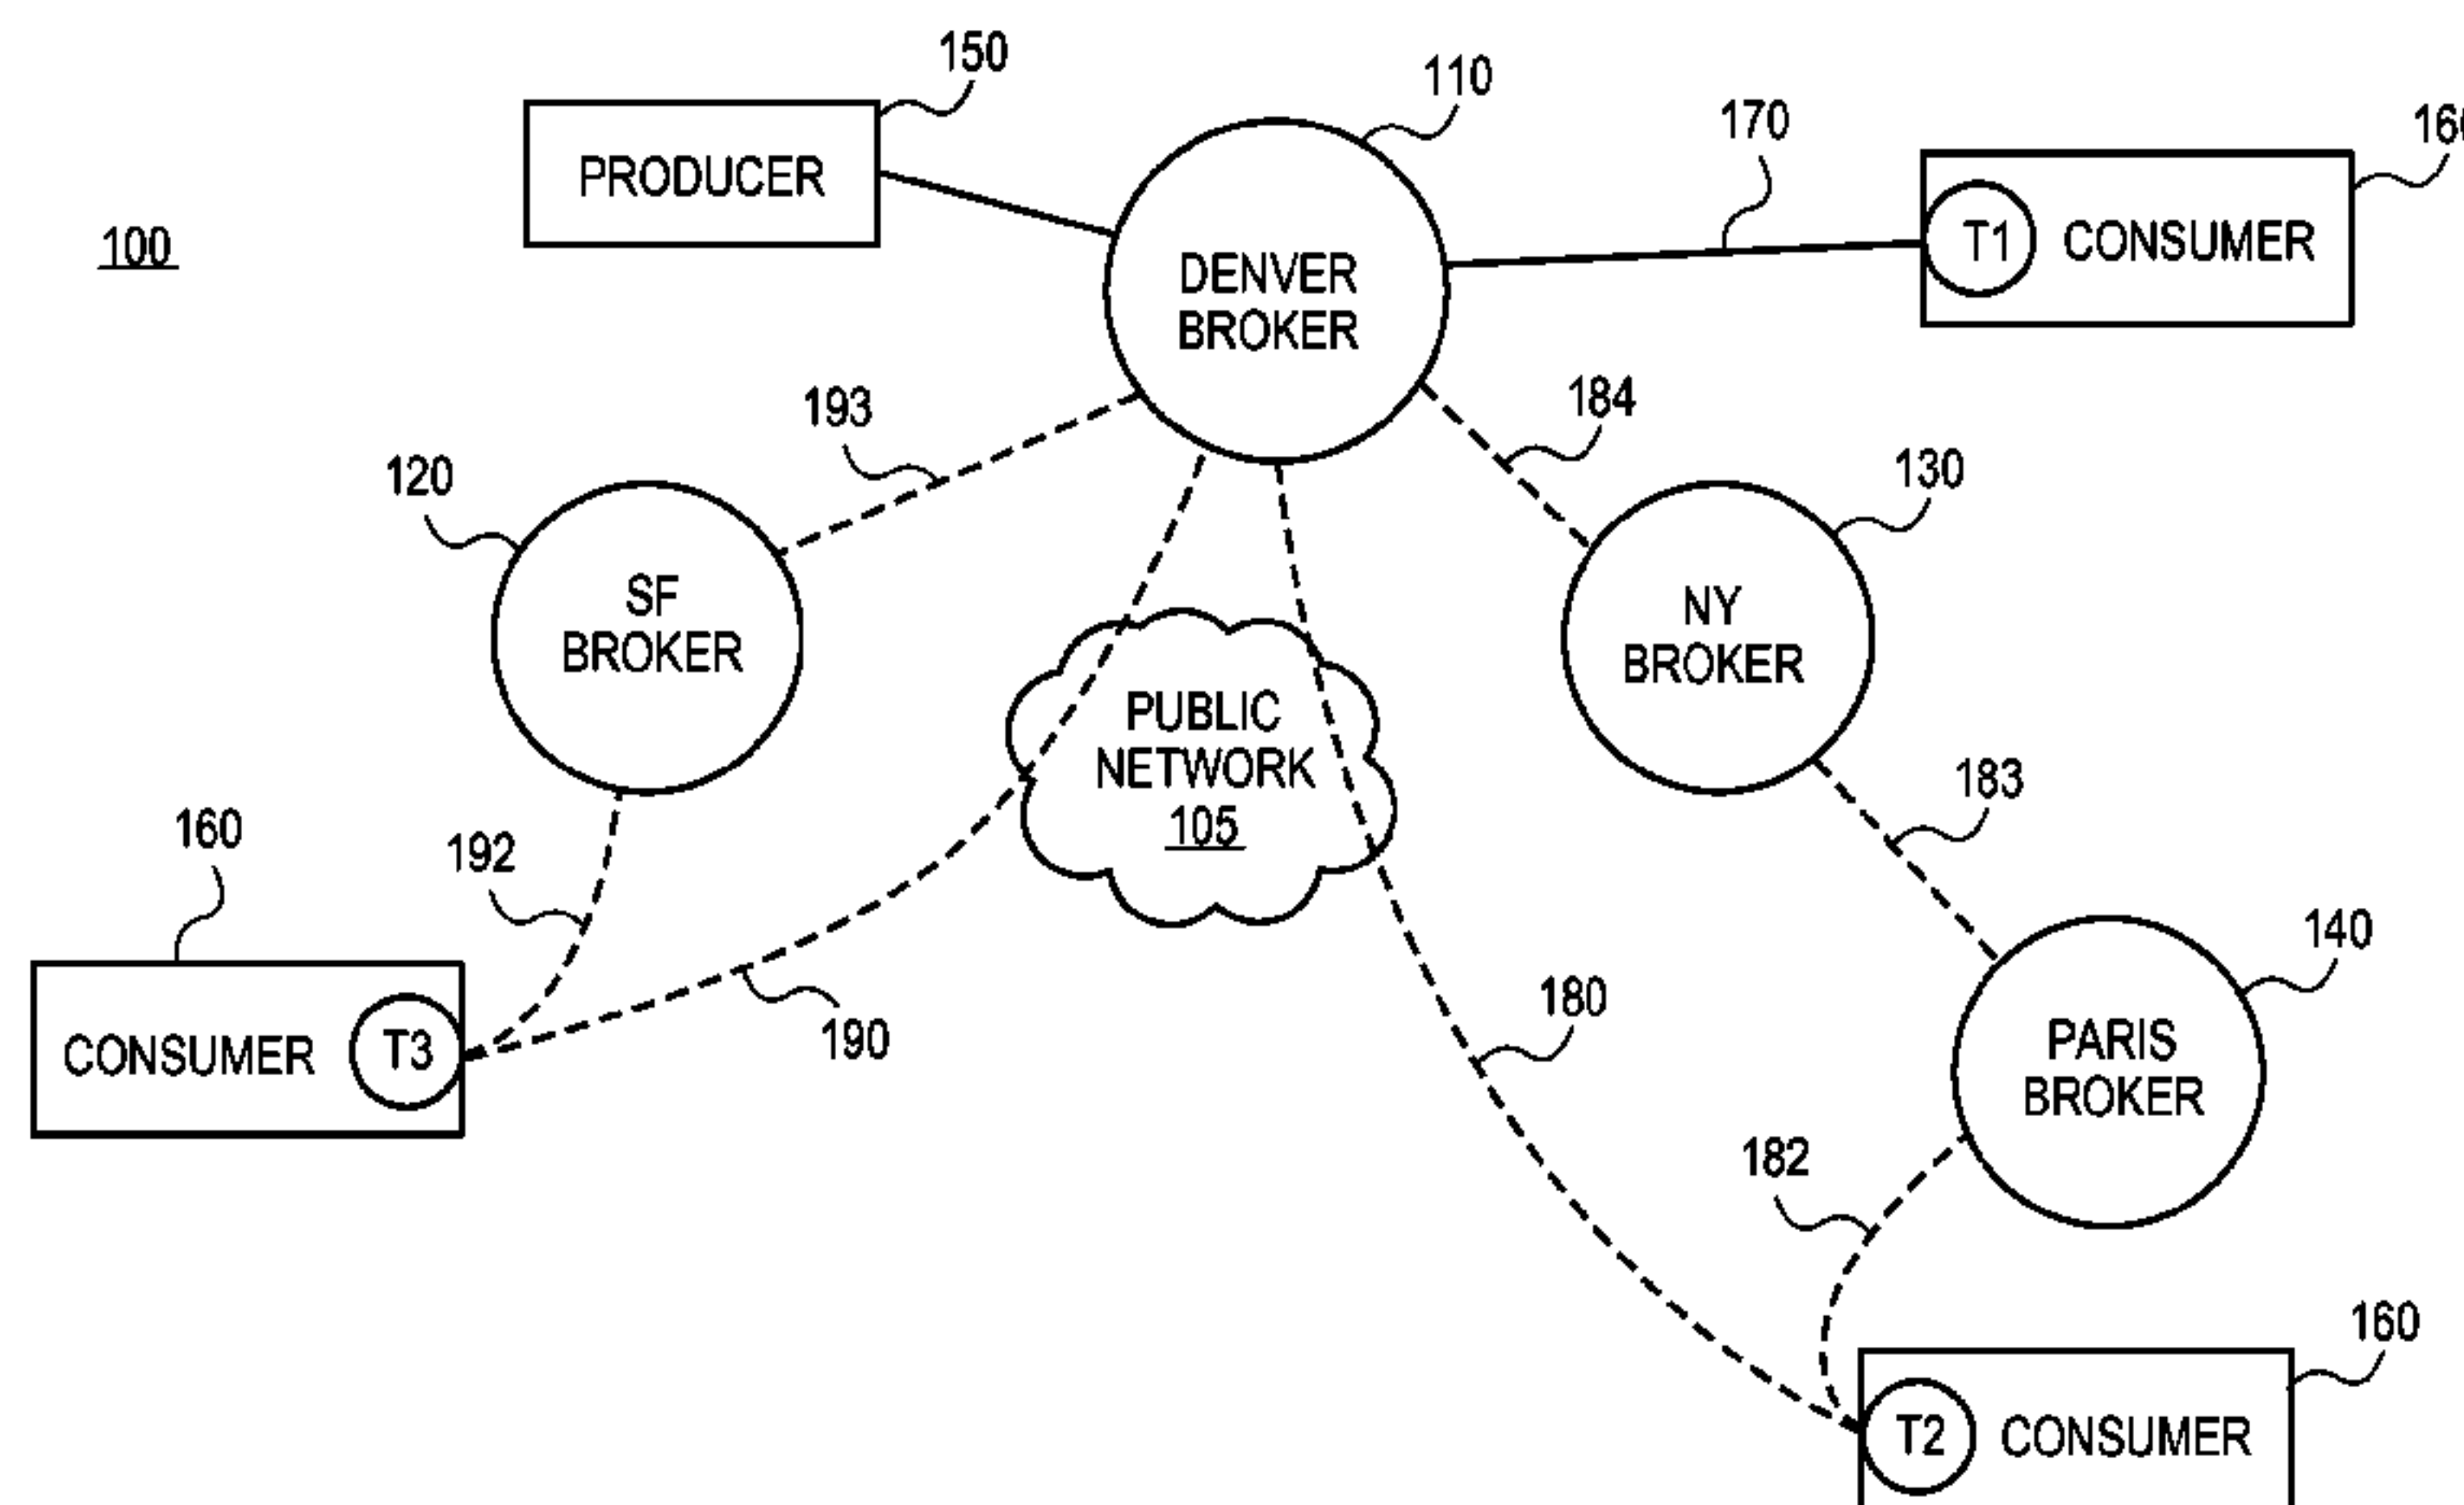 150
110
170
PRODUCER
100
T1 CONSUMER
DENVER
BROKER
193
184
120
130
SF
BROKER
NY
BROKER
PUBLIC
NETWORK
105
183
160
192
140
180
190
CONSUMER T3
PARIS
BROKER
182
160
T2 CONSUMER